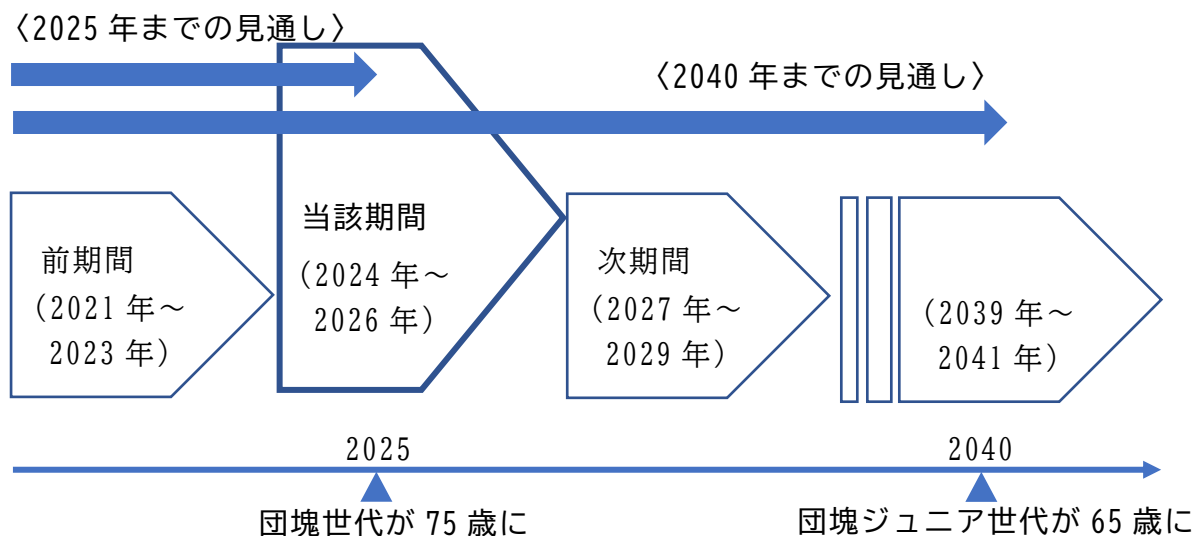 〈2025 年までの見通し〉
〈2040 年までの見通し〉
前期間
(2021 年～
2023 年)
当該期間
(2024 年～
2026 年)
次期間
(2027 年～
2029 年)
(2039 年～
2041 年)
2025
2040
団塊世代が 75 歳に
団塊ジュニア世代が 65 歳に